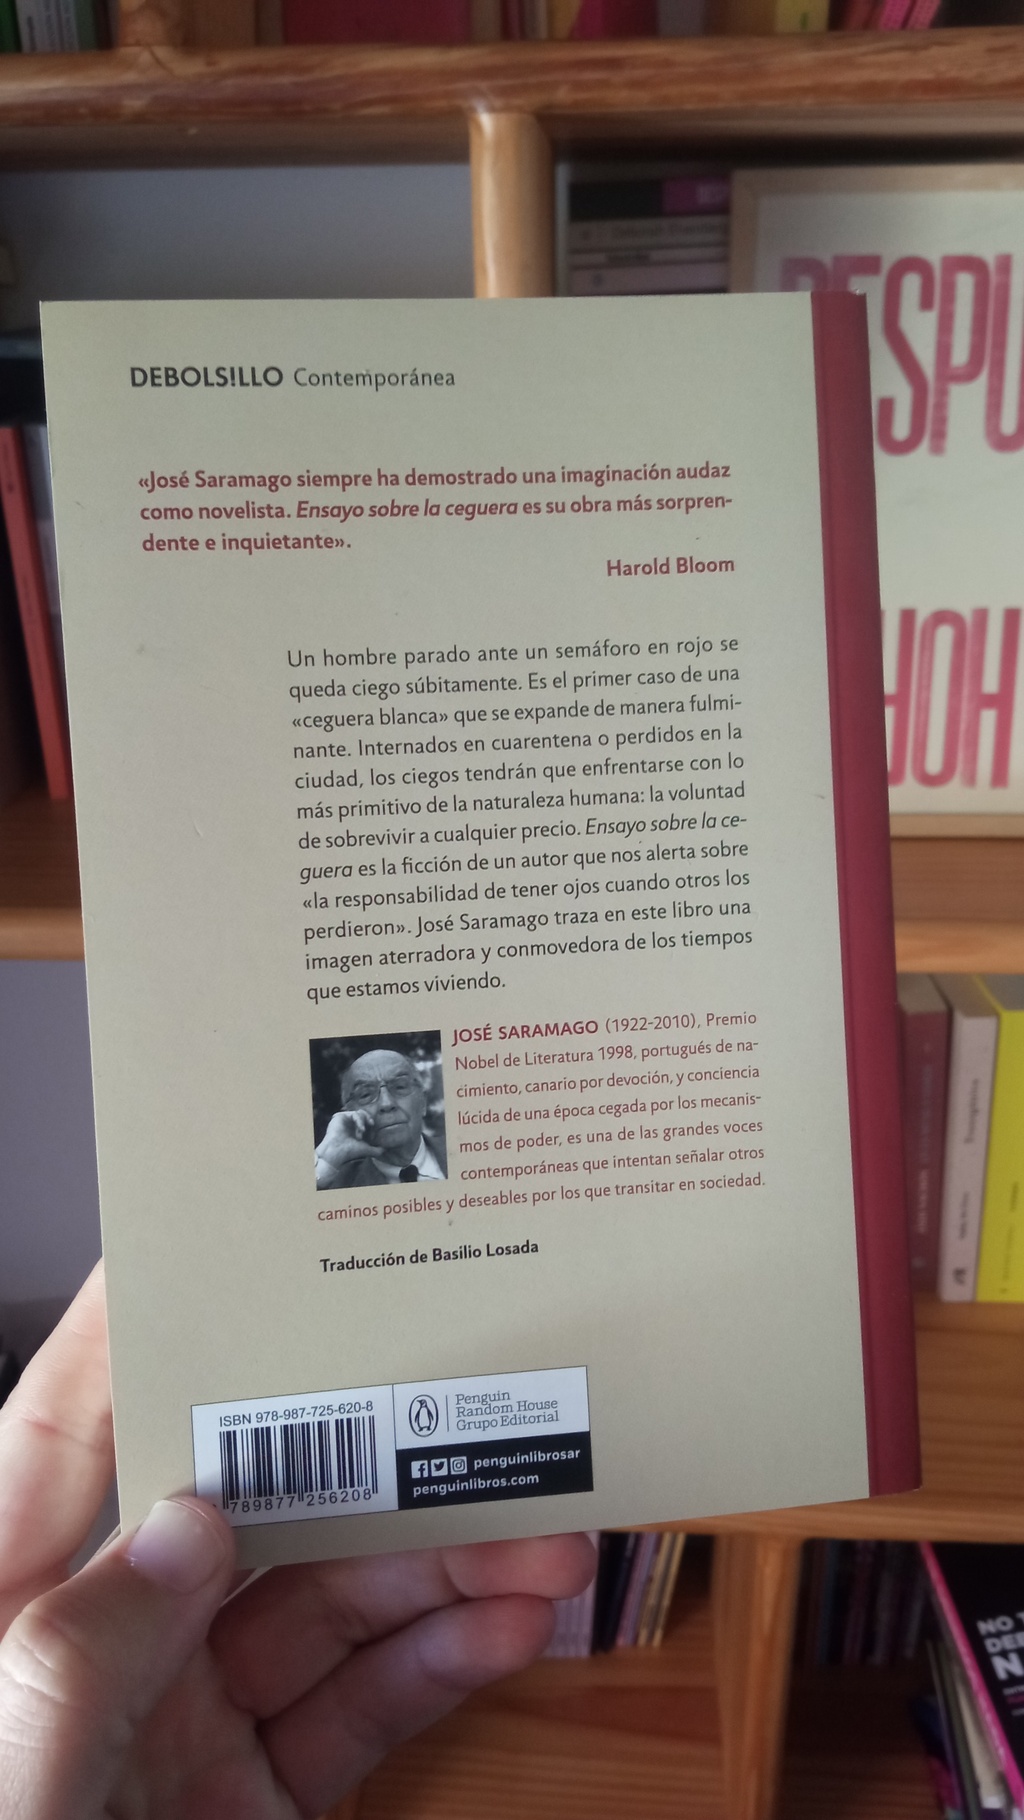 DEBOLS!LLO Contemporánea
«José Saramago siempre ha demostrado una imaginación audaz
como novelista. Ensayo sobre la ceguera es su obra más sorpren-
dente e inquietante».
Harold Bloom
Un hombre parado ante un semáforo en rojo se
queda ciego súbitamente. Es el primer caso de una
«ceguera blanca» que se expande de manera fulmi-
nante. Internados en cuarentena o perdidos en la
ciudad, los ciegos tendrán que enfrentarse con lo
más primitivo de la naturaleza humana: la voluntad
de sobrevivir a cualquier precio. Ensayo sobre la ce-
guera es la ficción de un autor que nos alerta sobre
«la responsabilidad de tener ojos cuando otros los
perdieron». José Saramago traza en este libro una
imagen aterradora y conmovedora de los tiempos
que estamos viviendo.
JOSÉ SARAMAGO (1922-2010), Premio
Nobel de Literatura 1998, portugués de na-
cimiento, canario por devoción, y conciencia
lúcida de una época cegada por los mecanis-
mos de poder, es una de las grandes voces
contemporáneas que intentan señalar otros
caminos posibles y deseables por los que transitar en sociedad.
Traducción de Basilio Losada
ISBN 978-987-725-620-8
789877 256208
Penguin
Random House
Grupo Editorial
penguinlibrosar
penguinlibros.com